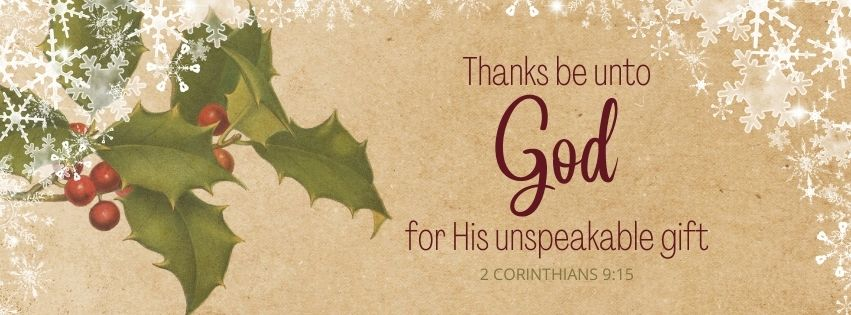 Thanks be unto
God
for His unspeakable gift
2 CORINTHIANS 9:15